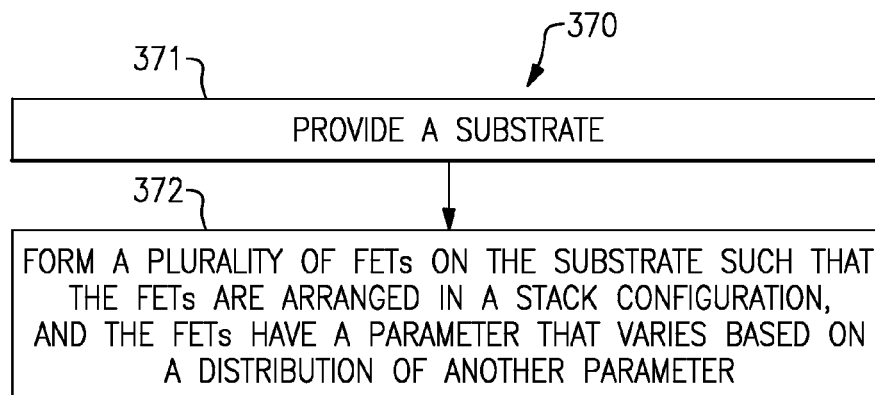 370
371
PROVIDE A SUBSTRATE
372
FORM A PLURALITY OF FETs ON THE SUBSTRATE SUCH THAT
THE FETs ARE ARRANGED IN A STACK CONFIGURATION,
AND THE FETs HAVE A PARAMETER THAT VARIES BASED ON
A DISTRIBUTION OF ANOTHER PARAMETER